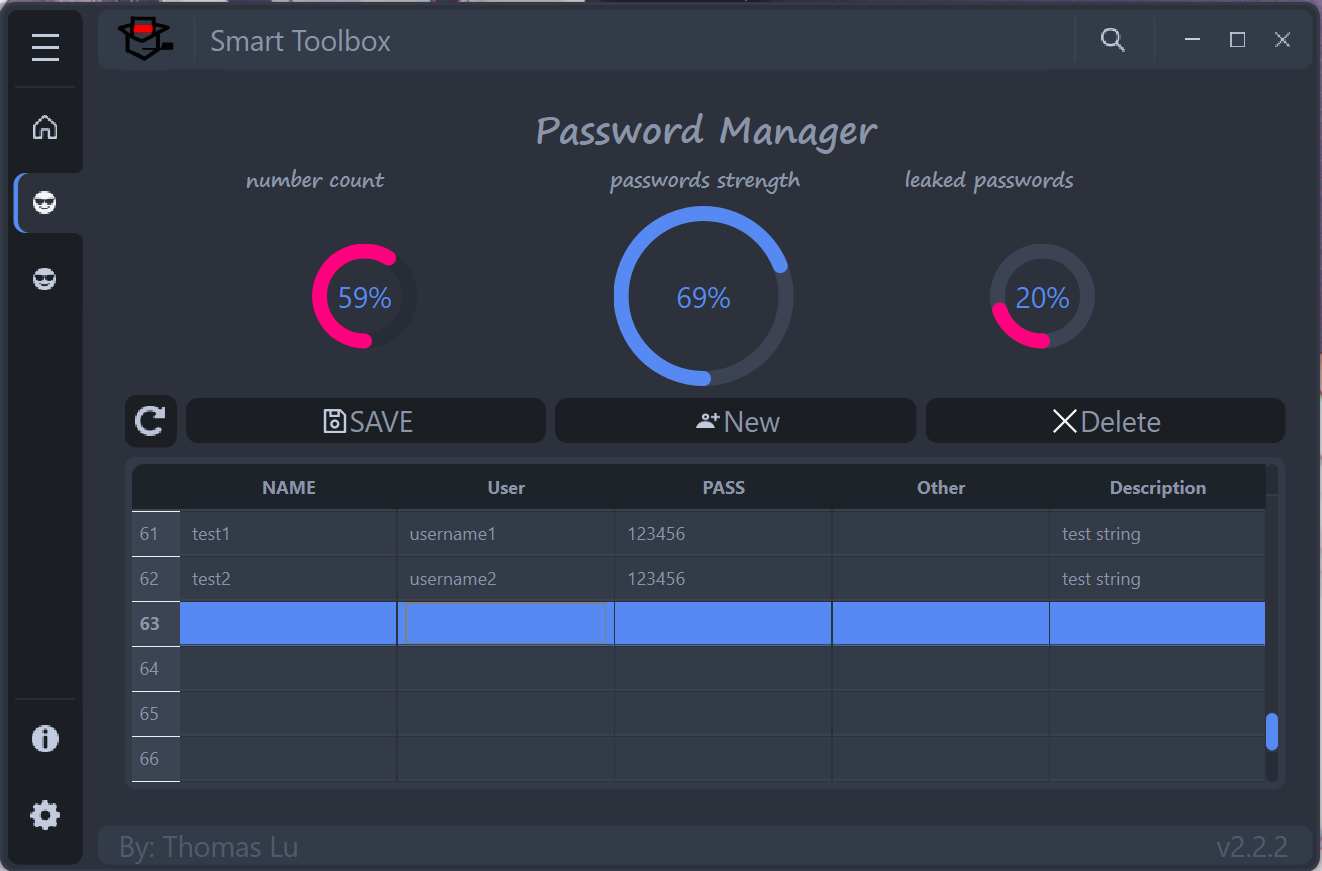 Smart Toolbox
Password Manager
number count passwords strength leaked passwords
59% 69% 20%
SAVE New Delete
NAME User PASS Other Description
61 test1 username1 123456 test string
62 test2 username2 123456 test string
63
64
65
66
By: Thomas Lu v2.2.2